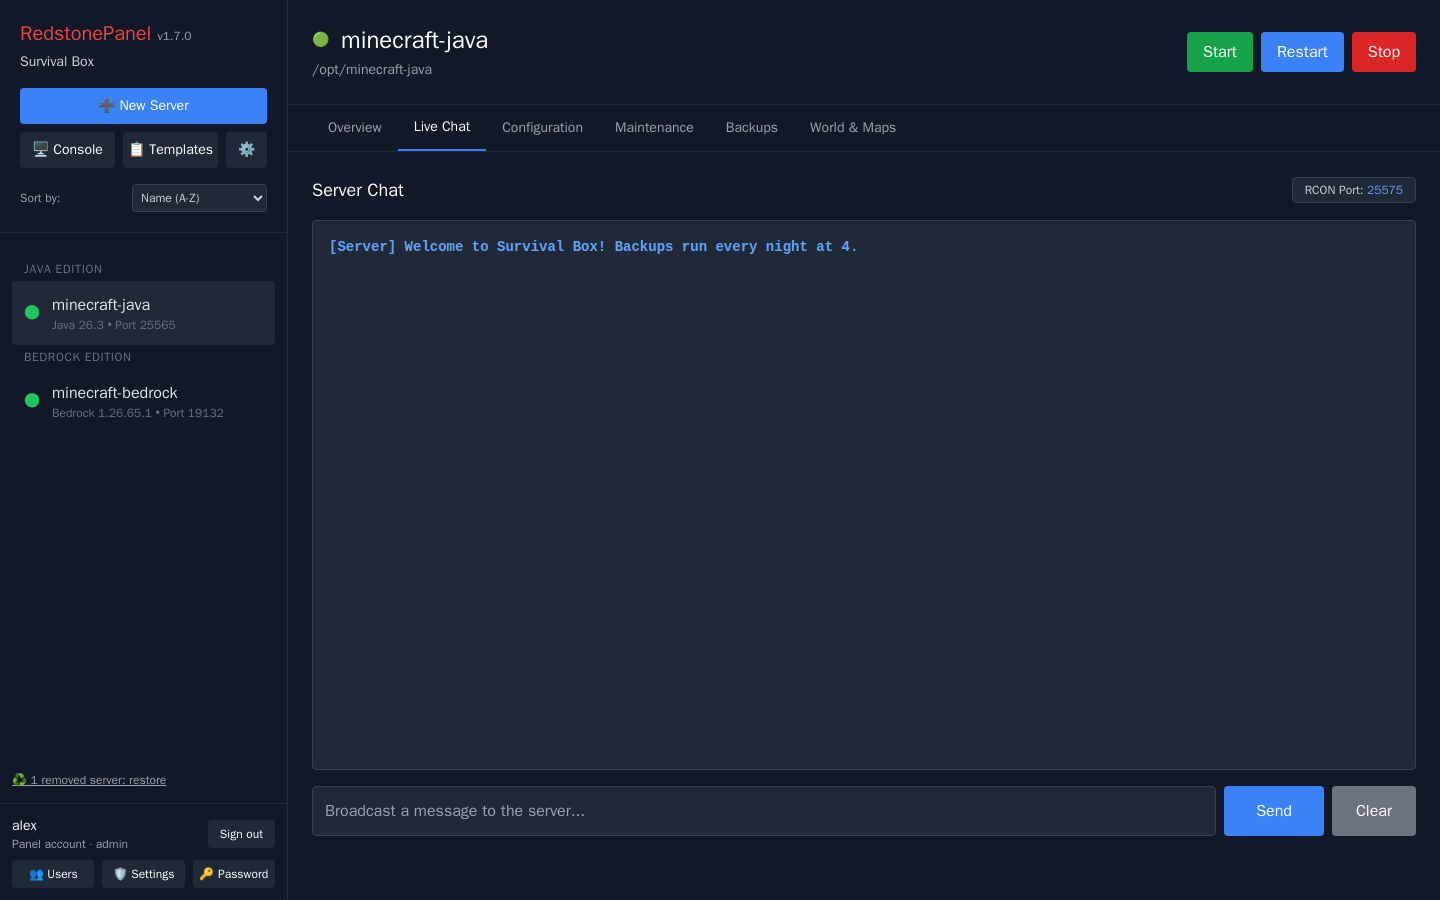 RedstonePanel v1.7.0
Survival Box
➕ New Server
🖥️ Console
📋 Templates
⚙️
Sort by:
Name (A-Z)
JAVA EDITION
minecraft-java
Java 26.3 • Port 25565
BEDROCK EDITION
minecraft-bedrock
Bedrock 1.26.65.1 • Port 19132
♻️ 1 removed server: restore
alex
Panel account · admin
Sign out
👥 Users
🛡️ Settings
🔑 Password
minecraft-java
/opt/minecraft-java
Start
Restart
Stop
Overview
Live Chat
Configuration
Maintenance
Backups
World & Maps
Server Chat
RCON Port: 25575
[Server] Welcome to Survival Box! Backups run every night at 4.
Broadcast a message to the server...
Send
Clear